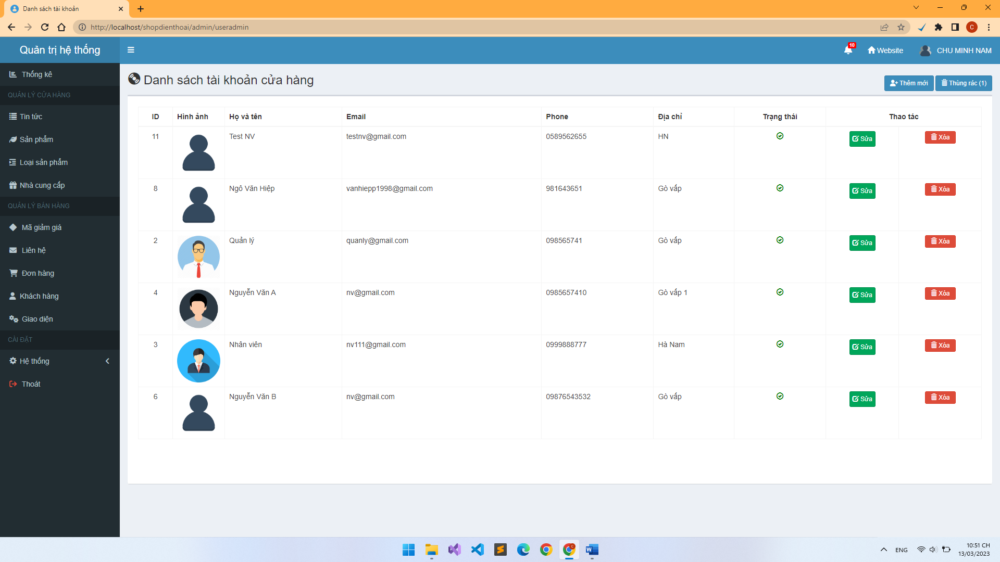 Danh sách tài khoản
http://localhost/shopdienthoai/admin/useradmin
C
Quản trị hệ thống
10
Website
CHU MINH NAM
Thống kê
QUẢN LÝ CỬA HÀNG
Tin tức
Sản phẩm
Loại sản phẩm
Nhà cung cấp
QUẢN LÝ BÁN HÀNG
Mã giảm giá
Liên hệ
Đơn hàng
Khách hàng
Giao diện
CÀI ĐẶT
Hệ thống
Thoát
Danh sách tài khoản cửa hàng
Thêm mới
Thùng rác (1)
ID Hình ảnh Họ và tên Email Phone Địa chỉ Trạng thái Thao tác
11 Test NV testnv@gmail.com 0589562655 HN Sửa Xóa
8 Ngô Văn Hiệp vanhiepp1998@gmail.com 981643651 Gò vấp Sửa Xóa
2 Quản lý quanly@gmail.com 098565741 Gò vấp Sửa Xóa
4 Nguyễn Văn A nv@gmail.com 0985657410 Gò vấp 1 Sửa Xóa
3 Nhân viên nv111@gmail.com 0999888777 Hà Nam Sửa Xóa
6 Nguyễn Văn B nv@gmail.com 09876543532 Gò vấp Sửa Xóa
ENG
10:51 CH
13/03/2023